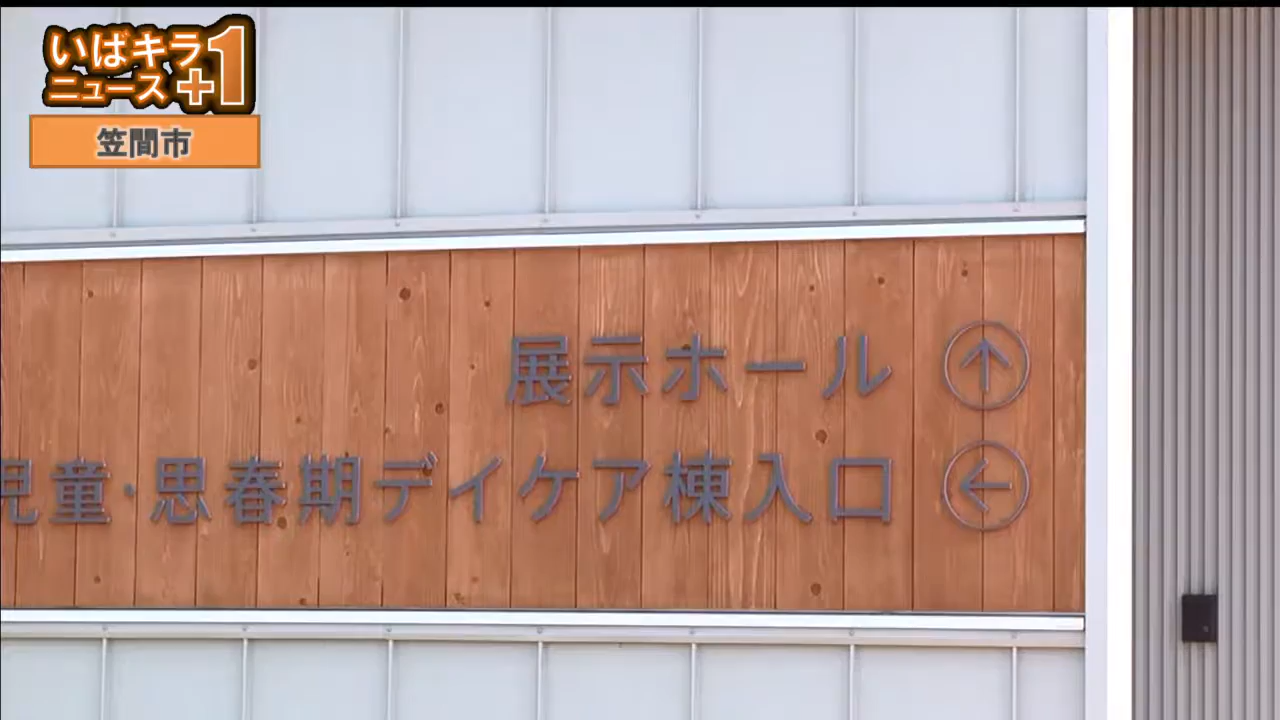 いばキラ
ニュース+1
笠間市
展示ホール
児童・思春期デイケア棟入口